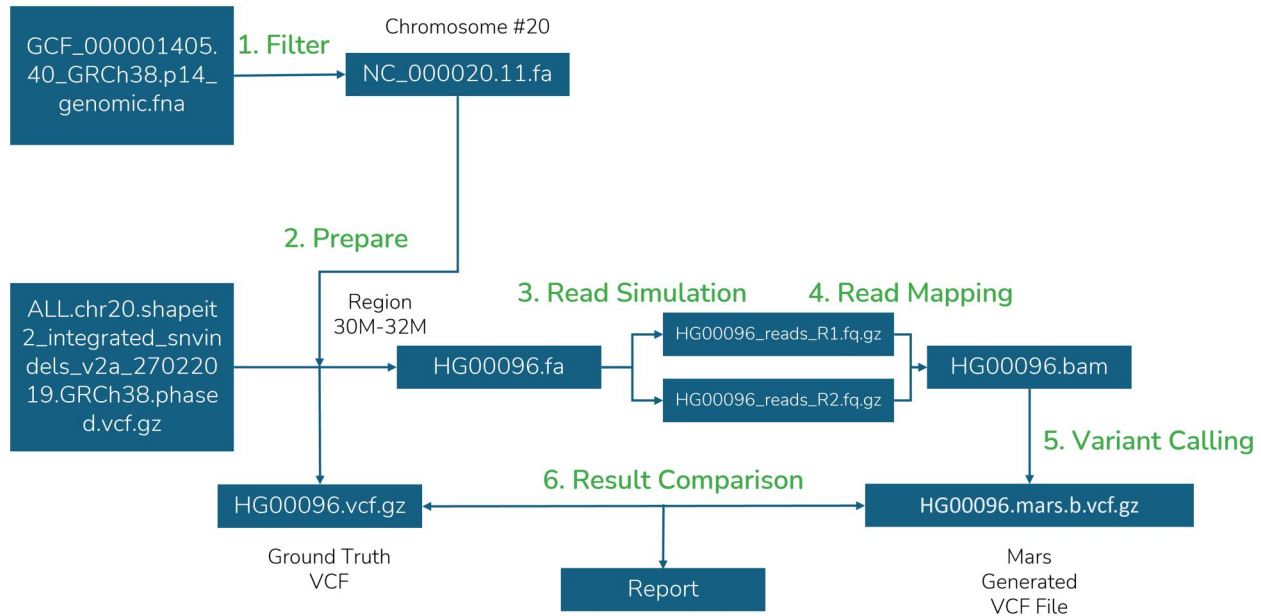 GCF_000001405.
40_GRCh38.p14_
genomic.fna
1. Filter
Chromosome #20
NC_000020.11.fa
2. Prepare
ALL.chr20.shapeit
2_integrated_snvin
dels_v2a_270220
19.GRCh38.phase
d.vcf.gz
Region
30M-32M
HG00096.fa
3. Read Simulation
HG00096_reads_R1.fq.gz
HG00096_reads_R2.fq.gz
4. Read Mapping
HG00096.bam
5. Variant Calling
6. Result Comparison
HG00096.vcf.gz
Ground Truth
VCF
HG00096.mars.b.vcf.gz
Mars
Generated
VCF File
Report